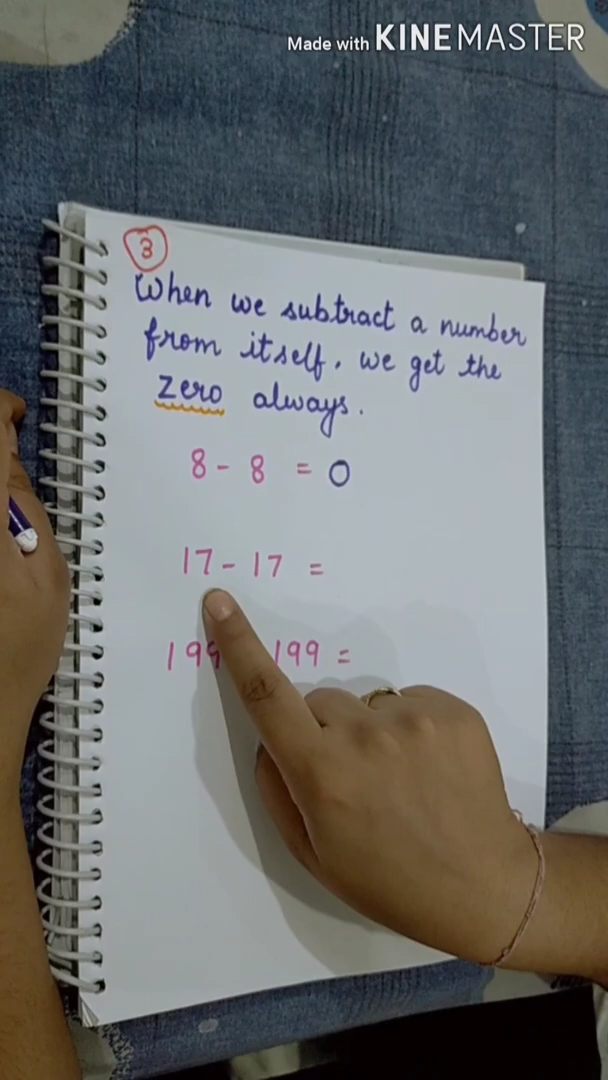 Made with KINEMASTER
3
When we subtract a number
from itself, we get the
zero always.
8 - 8 = 0
17 - 17 =
199 199 =